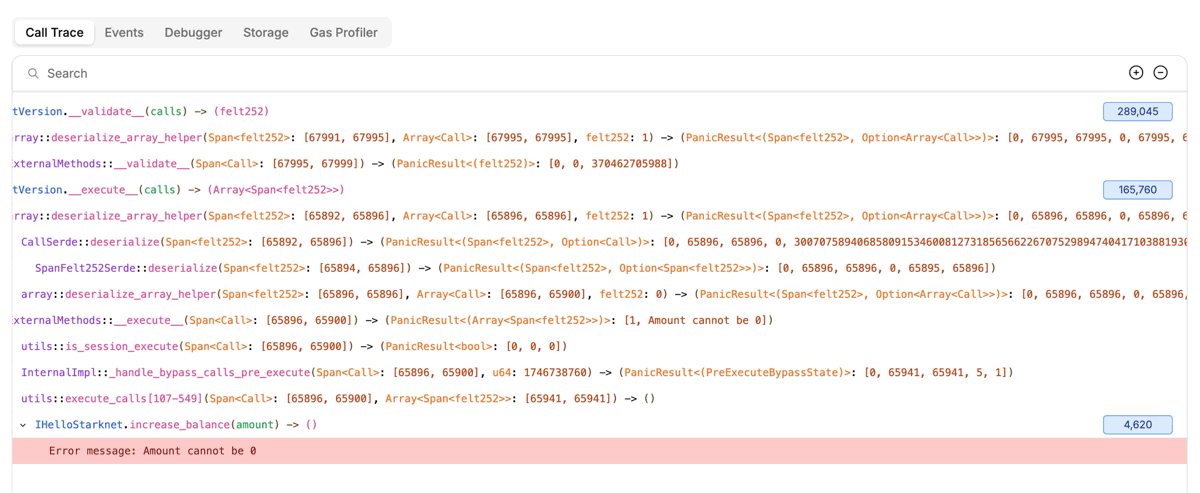 Call Trace Events Debugger Storage Gas Profiler
Search
tVersion.__validate__(calls) -> (felt252) 289,045
array::deserialize_array_helper(Span<felt252>: [67991, 67995], Array<Call>: [67995, 67995], felt252: 1) -> (PanicResult<(Span<felt252>, Option<Array<Call>>)>: [0, 67995, 67995, 0, 67995, 6
xternalMethods::__validate__(Span<Call>: [67995, 67999]) -> (PanicResult<(felt252)>: [0, 0, 370462705988])
tVersion.__execute__(calls) -> (Array<Span<felt252>>) 165,760
array::deserialize_array_helper(Span<felt252>: [65892, 65896], Array<Call>: [65896, 65896], felt252: 1) -> (PanicResult<(Span<felt252>, Option<Array<Call>>)>: [0, 65896, 65896, 0, 65896, 6
CallSerde::deserialize(Span<felt252>: [65892, 65896]) -> (PanicResult<(Span<felt252>, Option<Call>)>: [0, 65896, 65896, 0, 300707589406858091534600812731856566226707529894740417103881930
SpanFelt252Serde::deserialize(Span<felt252>: [65894, 65896]) -> (PanicResult<(Span<felt252>, Option<Span<felt252>>)>: [0, 65896, 65896, 0, 65895, 65896])
array::deserialize_array_helper(Span<felt252>: [65896, 65896], Array<Call>: [65896, 65900], felt252: 0) -> (PanicResult<(Span<felt252>, Option<Array<Call>>)>: [0, 65896, 65896, 0, 65896,
xternalMethods::__execute__(Span<Call>: [65896, 65900]) -> (PanicResult<(Array<Span<felt252>>)>: [1, Amount cannot be 0])
utils::is_session_execute(Span<Call>: [65896, 65900]) -> (PanicResult<bool>: [0, 0, 0])
InternalImpl::_handle_bypass_calls_pre_execute(Span<Call>: [65896, 65900], u64: 1746738760) -> (PanicResult<(PreExecuteBypassState)>: [0, 65941, 65941, 5, 1])
utils::execute_calls[107-549](Span<Call>: [65896, 65900], Array<Span<felt252>>: [65941, 65941]) -> ()
IHelloStarknet.increase_balance(amount) -> () 4,620
Error message: Amount cannot be 0